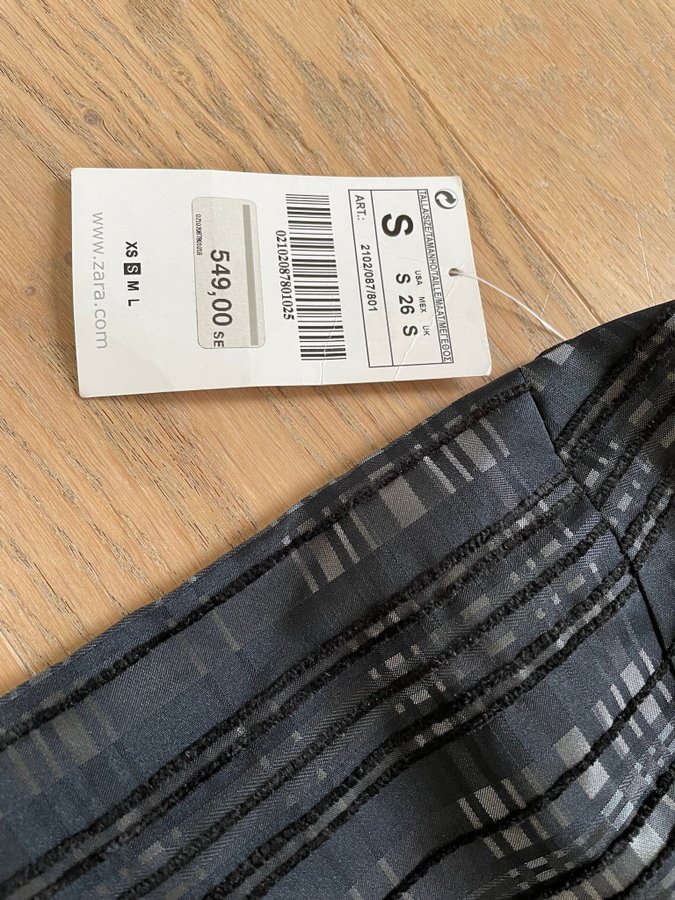 TALLA/SIZE/TAMANHO/TAILLE/MAAT/ΜΕΓΕΘΟΣ
S
USA MEX UK
S 26 S
ART.: 2102/087/801
02102087801025
549,00 SE
XS S M L
www.zara.com